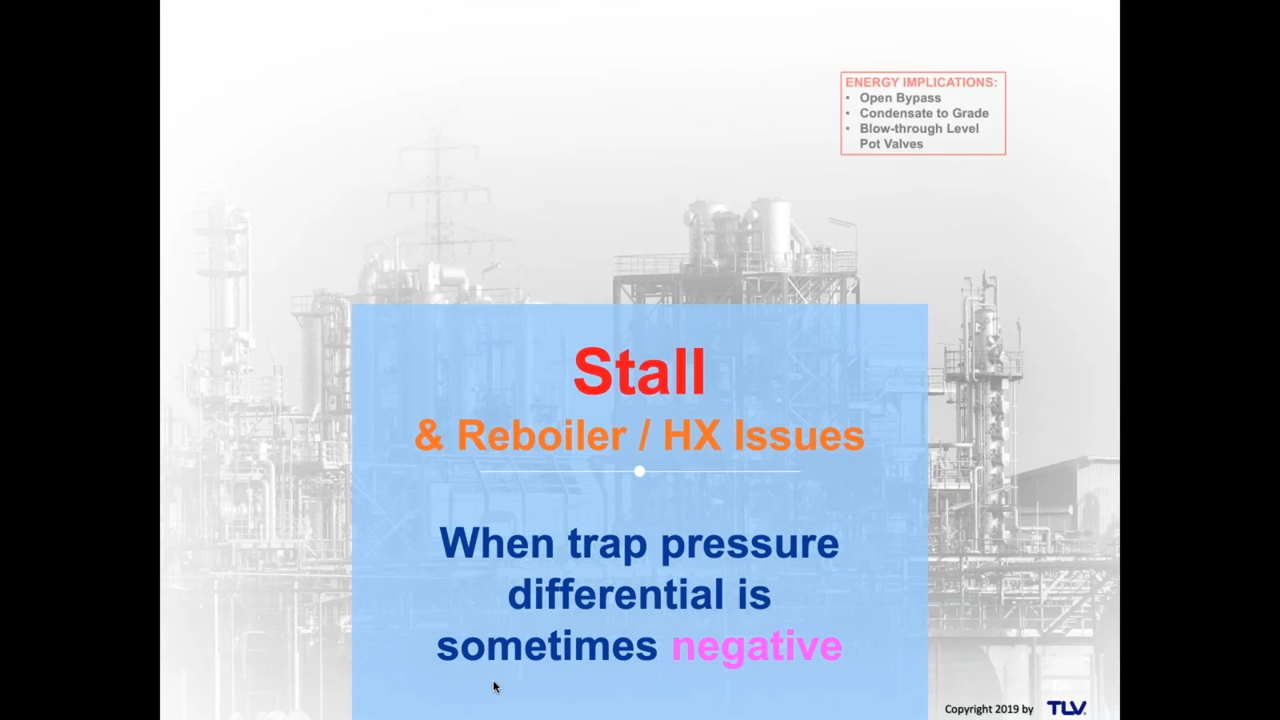 ENERGY IMPLICATIONS:
• Open Bypass
• Condensate to Grade
• Blow-through Level
Pot Valves
Stall
& Reboiler / HX Issues
When trap pressure
differential is
sometimes negative
Copyright 2019 by TLV